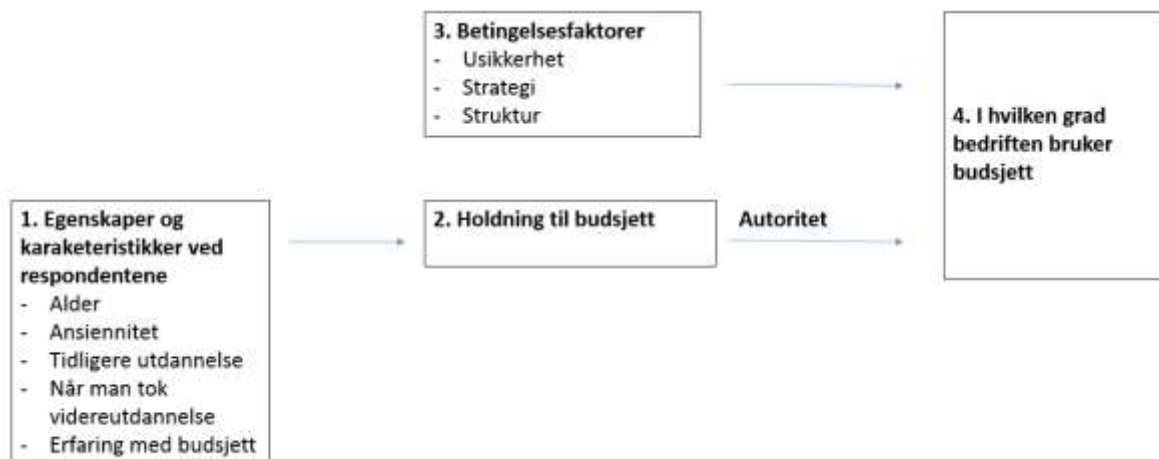 3. Betingelsesfaktorer
- Usikkerhet
- Strategi
- Struktur
4. I hvilken grad
bedriften bruker
budsjett
1. Egenskaper og
karaketeristikker ved
respondentene
- Alder
- Ansiennitet
- Tidligere utdannelse
- Når man tok
videreutdannelse
- Erfaring med budsjett
2. Holdning til budsjett
Autoritet